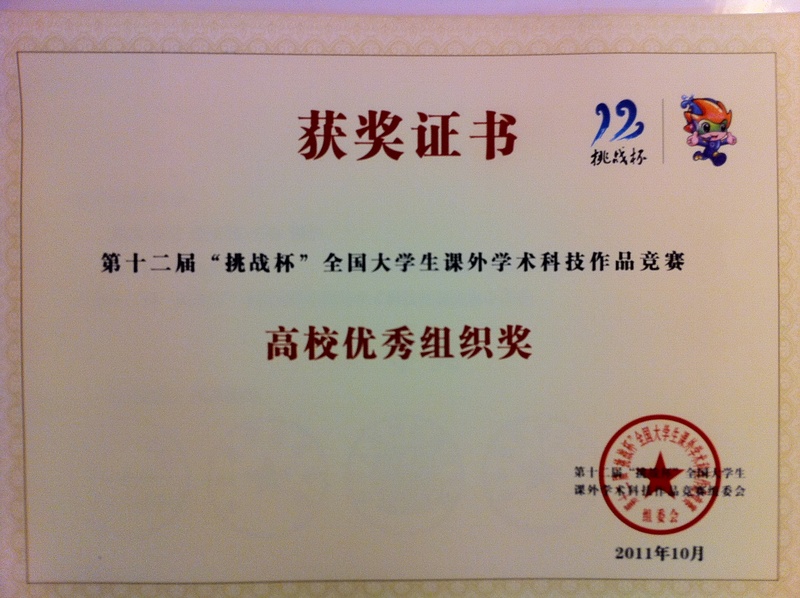 获奖证书
12
挑战杯
第十二届“挑战杯”全国大学生课外学术科技作品竞赛
高校优秀组织奖
第十二届“挑战杯”全国大学生
课外学术科技作品竞赛组委会
组委会
2011年10月